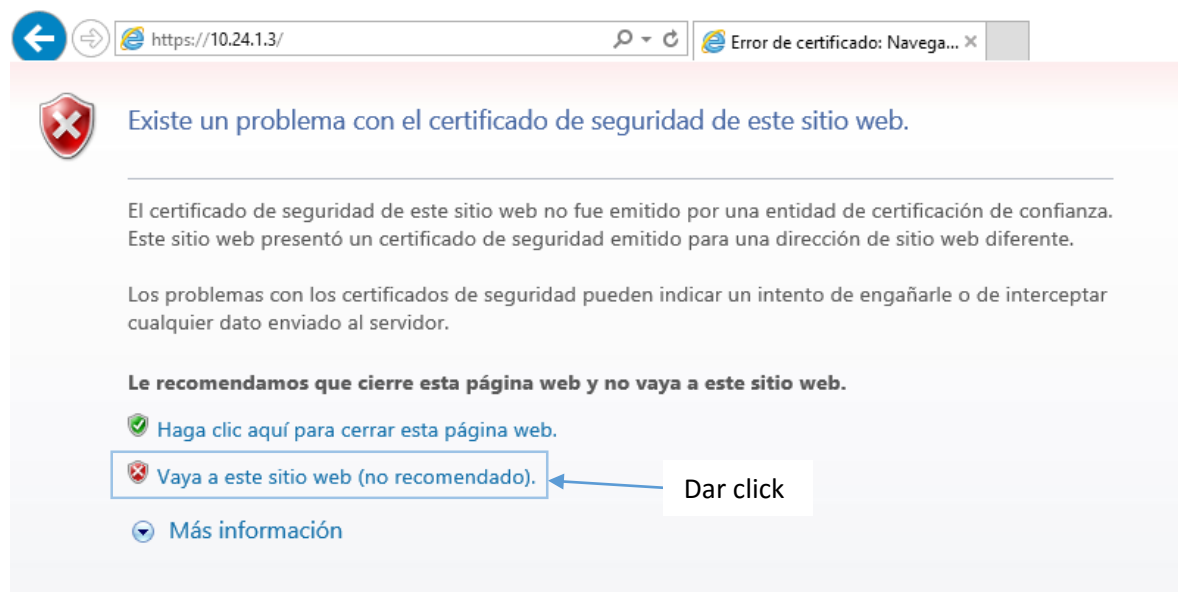 https://10.24.1.3/
Error de certificado: Navega...
Existe un problema con el certificado de seguridad de este sitio web.
El certificado de seguridad de este sitio web no fue emitido por una entidad de certificación de confianza.
Este sitio web presentó un certificado de seguridad emitido para una dirección de sitio web diferente.
Los problemas con los certificados de seguridad pueden indicar un intento de engañarle o de interceptar
cualquier dato enviado al servidor.
Le recomendamos que cierre esta página web y no vaya a este sitio web.
Haga clic aquí para cerrar esta página web.
Vaya a este sitio web (no recomendado).
Dar click
Más información